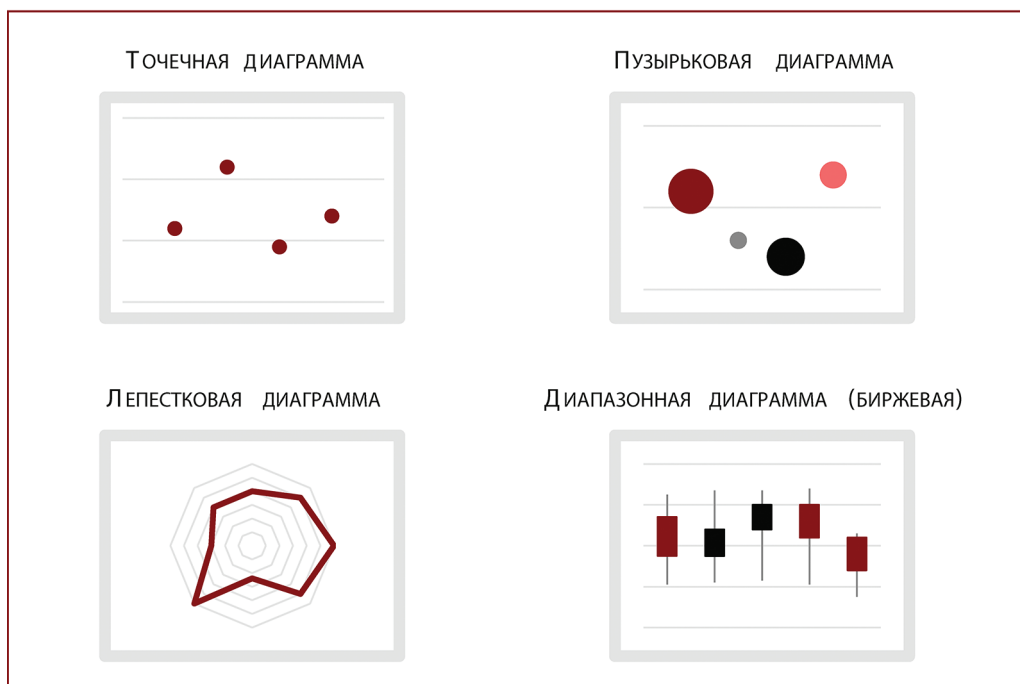 Точечная диаграмма
Пузырьковая диаграмма
Лепестковая диаграмма
Диапазонная диаграмма (биржевая)